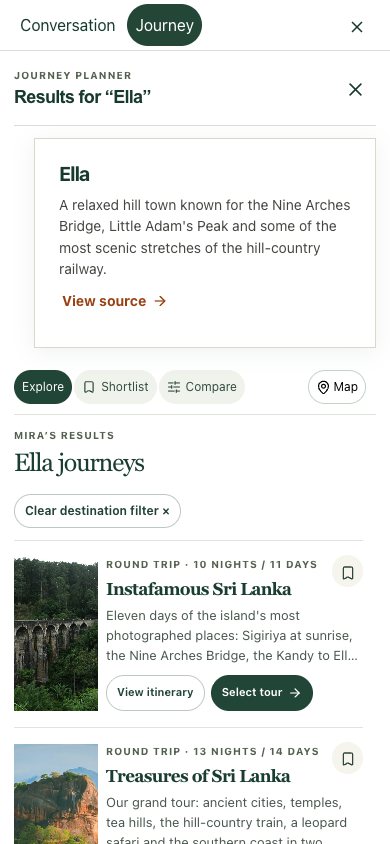 Conversation
Journey
×
JOURNEY PLANNER
Results for “Ella”
×
Ella
A relaxed hill town known for the Nine Arches
Bridge, Little Adam's Peak and some of the
most scenic stretches of the hill-country
railway.
View source →
Explore
Shortlist
Compare
Map
MIRA'S RESULTS
Ella journeys
Clear destination filter ×
ROUND TRIP · 10 NIGHTS / 11 DAYS
Instafamous Sri Lanka
Eleven days of the island's most
photographed places: Sigiriya at sunrise,
the Nine Arches Bridge, the Kandy to Ell…
View itinerary
Select tour →
ROUND TRIP · 13 NIGHTS / 14 DAYS
Treasures of Sri Lanka
Our grand tour: ancient cities, temples,
tea hills, the hill-country train, a leopard
safari and the southern coast in two